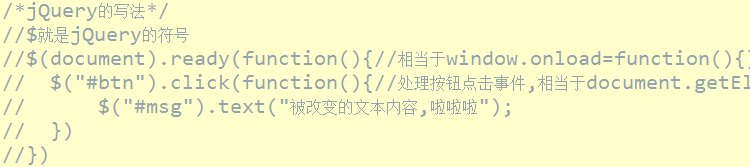 /*jQuery的写法*/
//$就是jQuery的符号
//$(document).ready(function(){//相当于window.onload=function(){}
//  $("#btn").click(function(){//处理按钮点击事件,相当于document.getEl
//      $("#msg").text("被改变的文本内容,啦啦啦");
//  })
//})